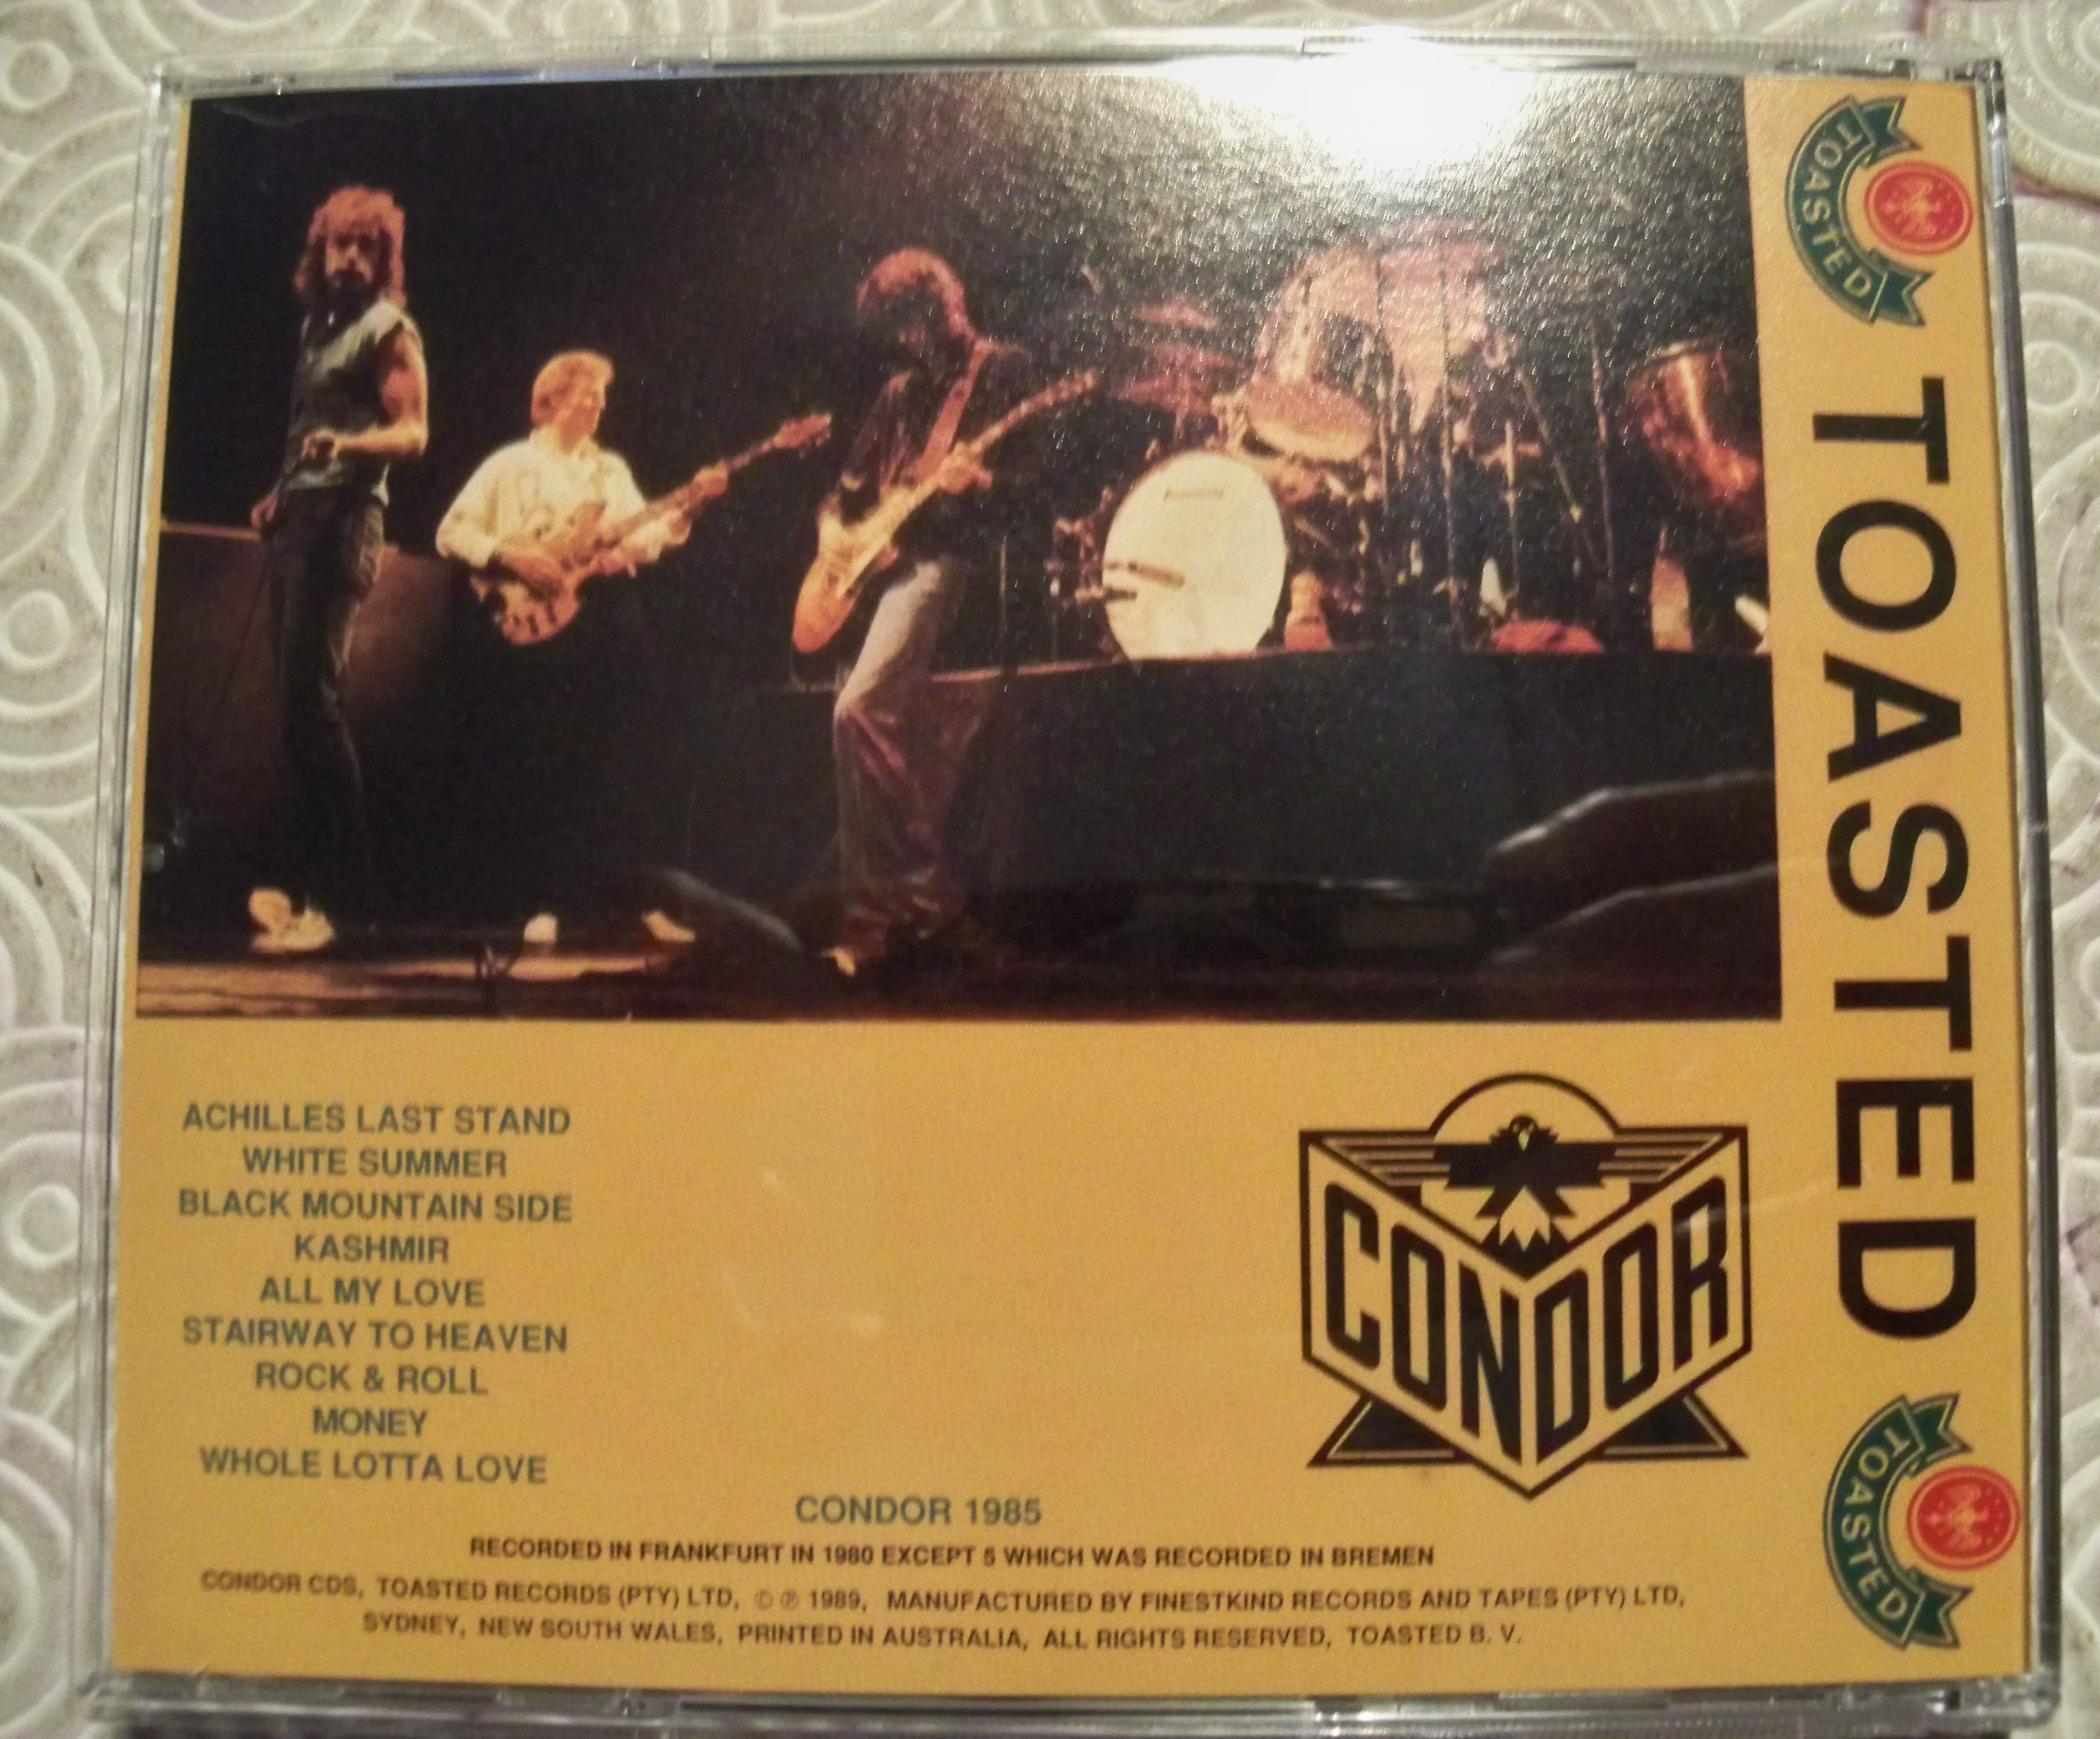 TOASTED
TOASTED
TOASTED
ACHILLES LAST STAND
WHITE SUMMER
BLACK MOUNTAIN SIDE
KASHMIR
ALL MY LOVE
STAIRWAY TO HEAVEN
ROCK & ROLL
MONEY
WHOLE LOTTA LOVE
CONDOR
CONDOR 1985
RECORDED IN FRANKFURT IN 1980 EXCEPT 5 WHICH WAS RECORDED IN BREMEN
CONDOR CDS, TOASTED RECORDS (PTY) LTD, © ℗ 1989, MANUFACTURED BY FINESTKIND RECORDS AND TAPES (PTY) LTD,
SYDNEY, NEW SOUTH WALES, PRINTED IN AUSTRALIA, ALL RIGHTS RESERVED, TOASTED B. V.